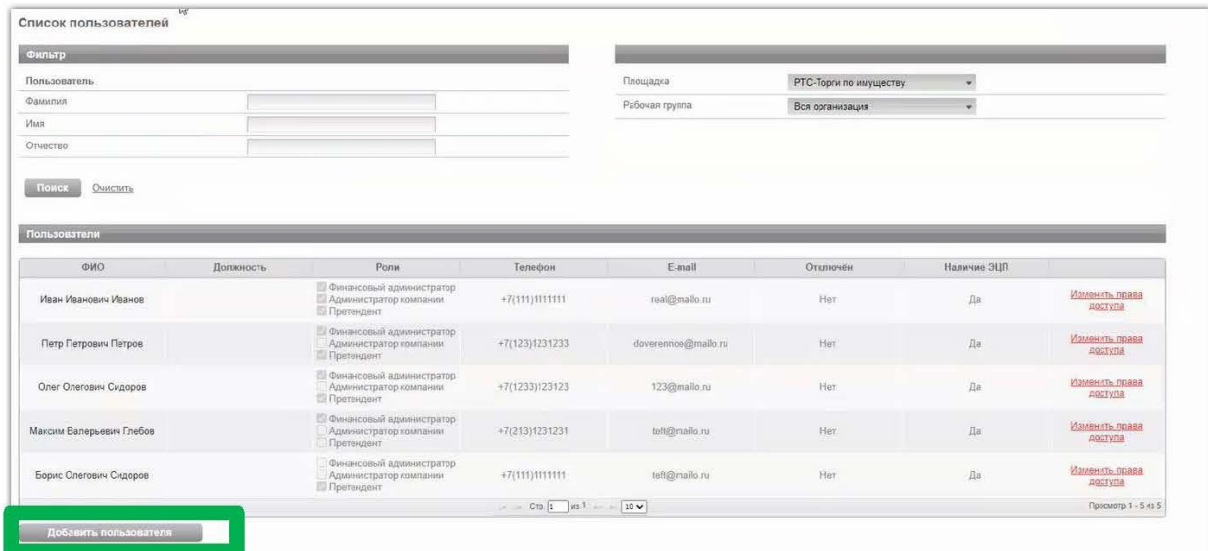 Список пользователей
Фильтр
Пользователь
Фамилия
Имя
Отчество
Площадка РТС-Торги по имуществу
Рабочая группа Вся организация
Поиск Очистить
Пользователи
ФИО Должность Роли Телефон E-mail Отключён Наличие ЭЦП
Финансовый администратор
Иван Иванович Иванов Администратор компании +7(111)1111111 real@mailo.ru Нет Да Изменить права доступа
Претендент
Финансовый администратор
Петр Петрович Петров Администратор компании +7(123)1231233 doverennoe@mailo.ru Нет Да Изменить права доступа
Претендент
Финансовый администратор
Олег Олегович Сидоров Администратор компании +7(1233)123123 123@mailo.ru Нет Да Изменить права доступа
Претендент
Финансовый администратор
Максим Валерьевич Глебов Администратор компании +7(213)1231231 Нет Да Изменить права доступа
Претендент
Финансовый администратор
Борис Олегович Сидоров Администратор компании +7(111)1111111 Нет Да Изменить права доступа
Претендент
Стр. 1 из 1 10 Просмотр 1 - 5 из 5
Добавить пользователя